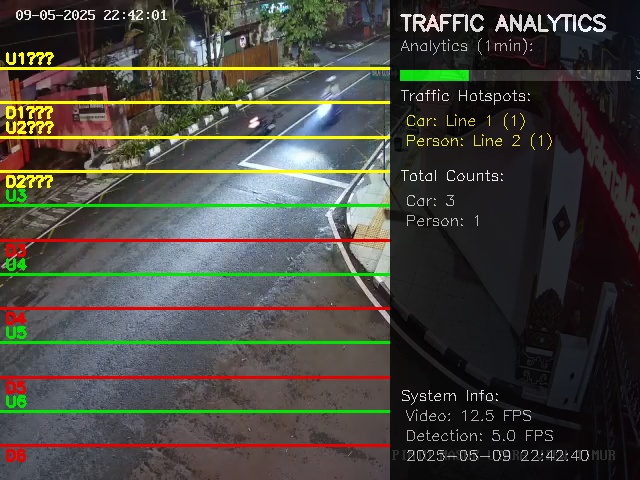 09-05-2025 22:42:01
TRAFFIC ANALYTICS
Analytics (1min):
U1???
3
Traffic Hotspots:
D1???
Car: Line 1 (1)
U2???
Person: Line 2 (1)
Total Counts:
D2???
U3
Car: 3
Person: 1
D3
U4
D4
U5
D5
System Info:
U6
Video: 12.5 FPS
Detection: 5.0 FPS
D6
2025-05-09 22:42:40